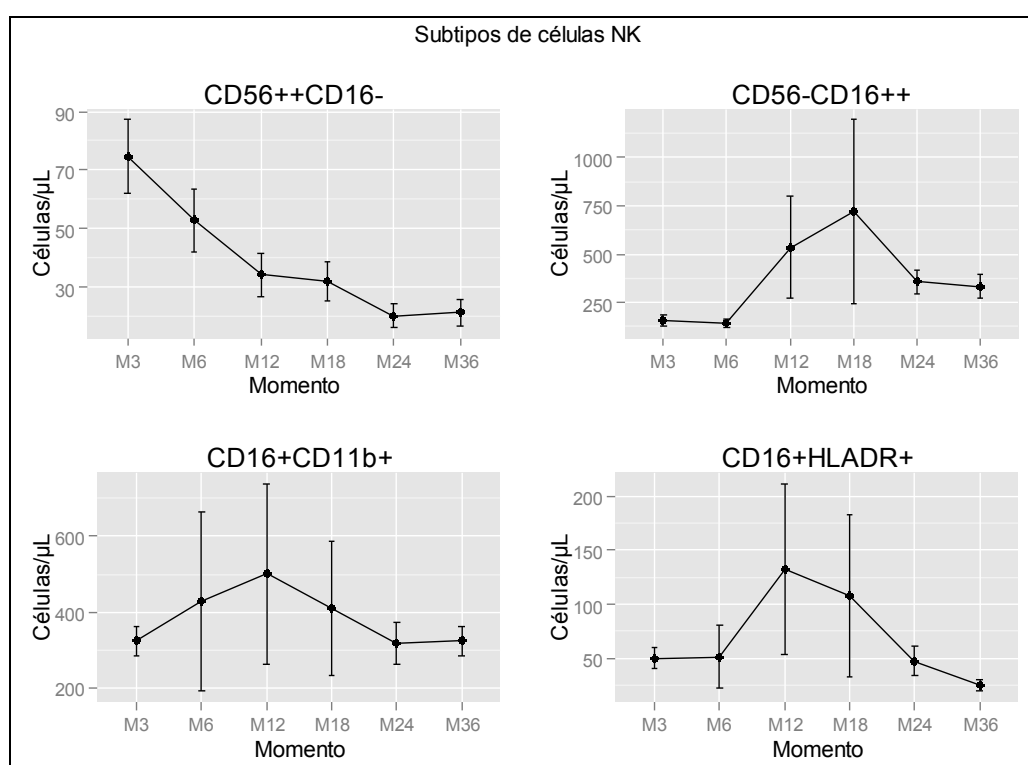 Subtipos de células NK
CD56++CD16-
Células/µL
90
70
50
30
M3 M6 M12 M18 M24 M36
Momento
CD56-CD16++
Células/µL
1000
750
500
250
M3 M6 M12 M18 M24 M36
Momento
CD16+CD11b+
Células/µL
600
400
200
M3 M6 M12 M18 M24 M36
Momento
CD16+HLADR+
Células/µL
200
150
100
50
M3 M6 M12 M18 M24 M36
Momento